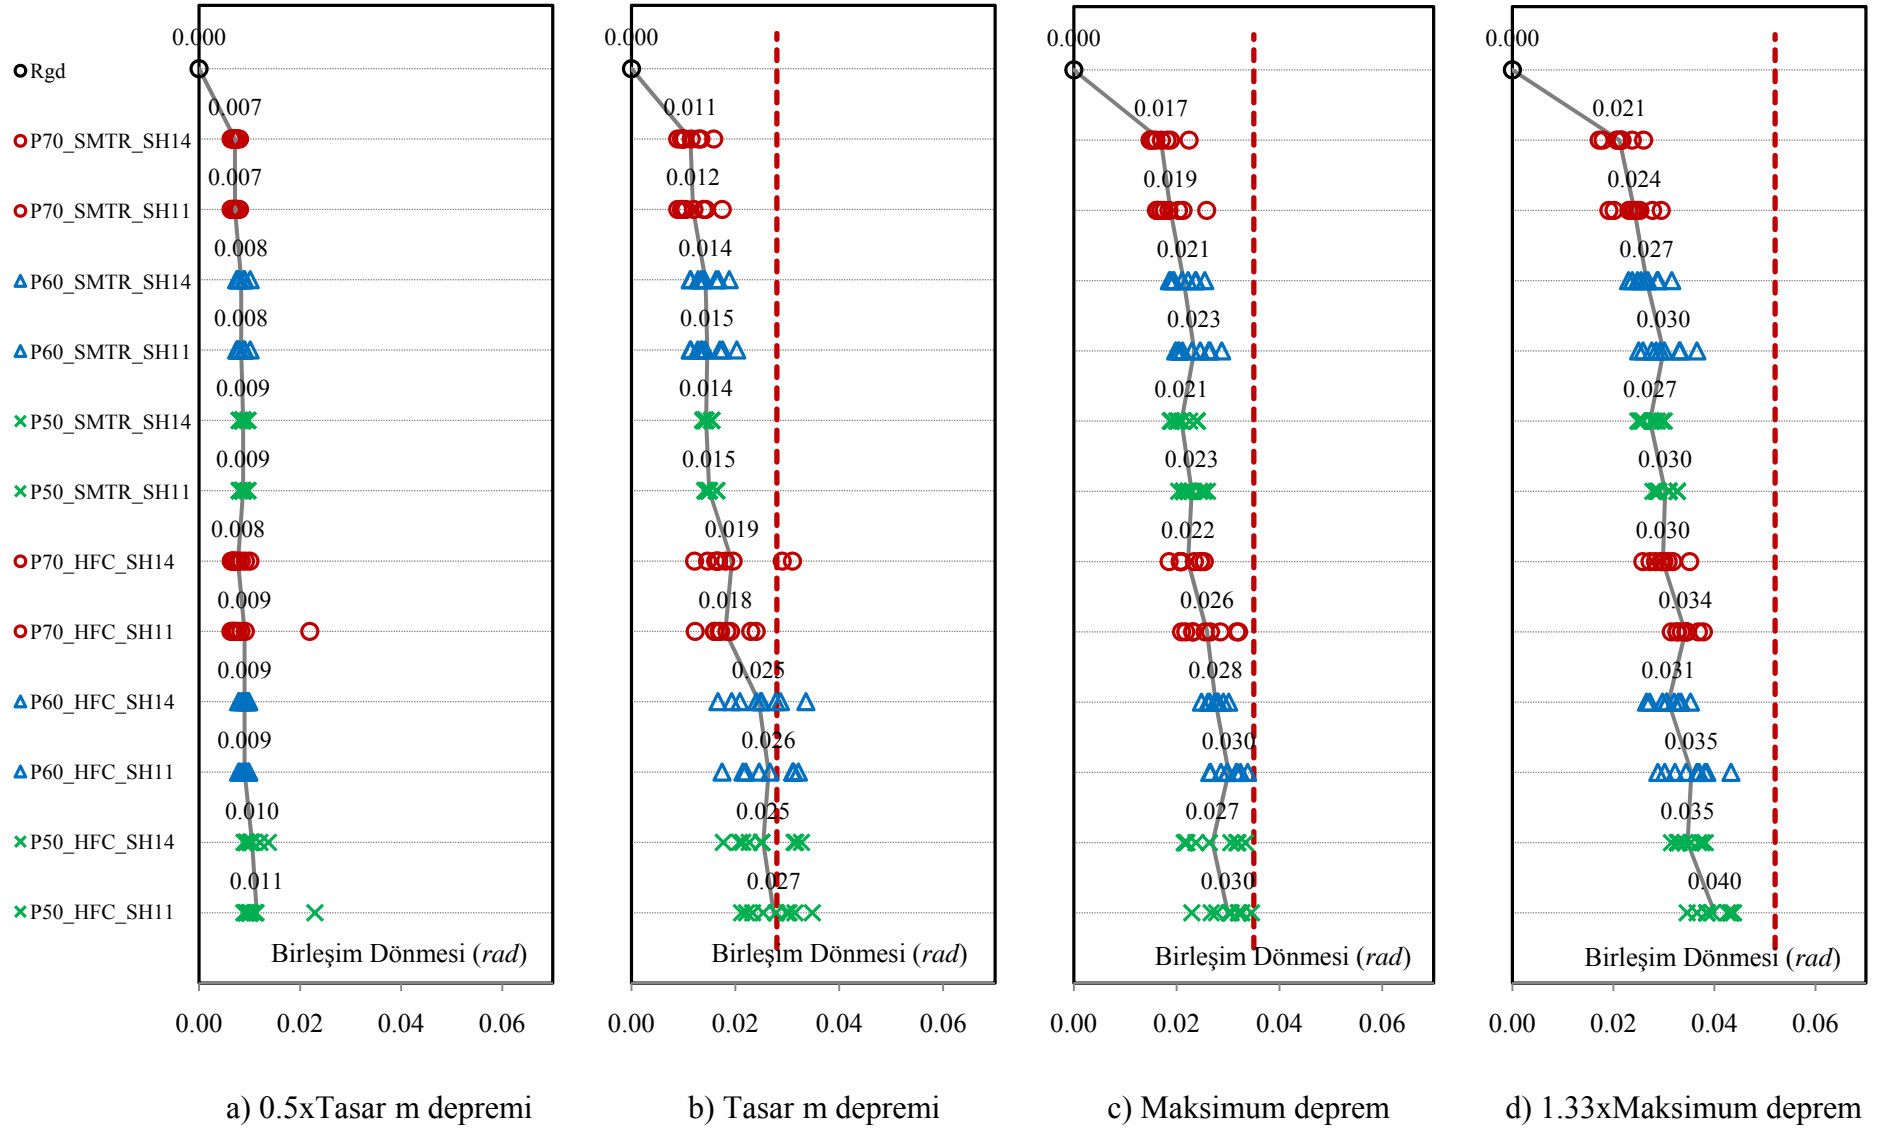 0.000 0.000 0.000 0.000
Rgd
0.007 0.011 0.017 0.021
P70_SMTR_SH14
0.007 0.012 0.019 0.024
P70_SMTR_SH11
0.008 0.014 0.021 0.027
P60_SMTR_SH14
0.008 0.015 0.023 0.030
P60_SMTR_SH11
0.009 0.014 0.021 0.027
P50_SMTR_SH14
0.009 0.015 0.023 0.030
P50_SMTR_SH11
0.008 0.019 0.022 0.030
P70_HFC_SH14
0.009 0.018 0.026 0.034
P70_HFC_SH11
0.009 0.025 0.028 0.031
P60_HFC_SH14
0.009 0.026 0.030 0.035
P60_HFC_SH11
0.010 0.025 0.027 0.035
P50_HFC_SH14
0.011 0.027 0.030 0.040
P50_HFC_SH11
Birleşim Dönmesi (rad) Birleşim Dönmesi (rad) Birleşim Dönmesi (rad) Birleşim Dönmesi (rad)
0.00 0.02 0.04 0.06 0.00 0.02 0.04 0.06 0.00 0.02 0.04 0.06 0.00 0.02 0.04 0.06
a) 0.5xTasar m depremi b) Tasar m depremi c) Maksimum deprem d) 1.33xMaksimum deprem